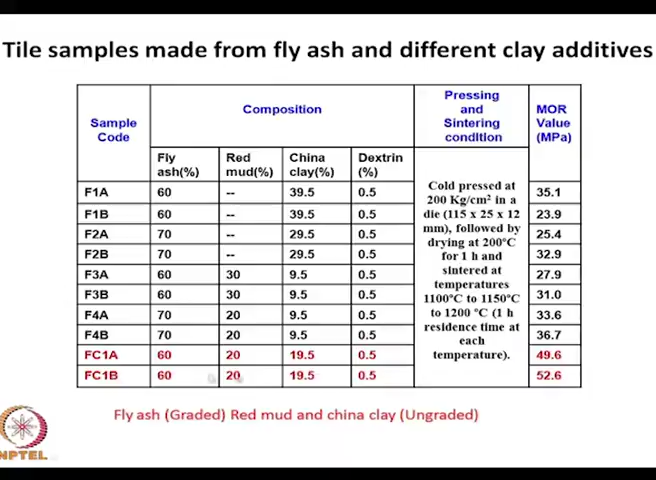 Tile samples made from fly ash and different clay additives
Sample Code | Composition | Pressing and Sintering condItIon | MOR Value (MPa)
Fly ash(%) | Red mud(%) | China clay(%) | Dextrin (%)
F1A 60 -- 39.5 0.5 35.1
F1B 60 -- 39.5 0.5 23.9
F2A 70 -- 29.5 0.5 25.4
F2B 70 -- 29.5 0.5 32.9
F3A 60 30 9.5 0.5 27.9
F3B 60 30 9.5 0.5 31.0
F4A 70 20 9.5 0.5 33.6
F4B 70 20 9.5 0.5 36.7
FC1A 60 20 19.5 0.5 49.6
FC1B 60 20 19.5 0.5 52.6
Cold pressed at
200 Kg/cm² in a
die (115 x 25 x 12
mm), followed by
drying at 200°C
for 1 h and
sintered at
temperatures
1100°C to 1150°C
to 1200 °C (1 h
residence time at
each
temperature).
Fly ash (Graded) Red mud and china clay (Ungraded)
NPTEL